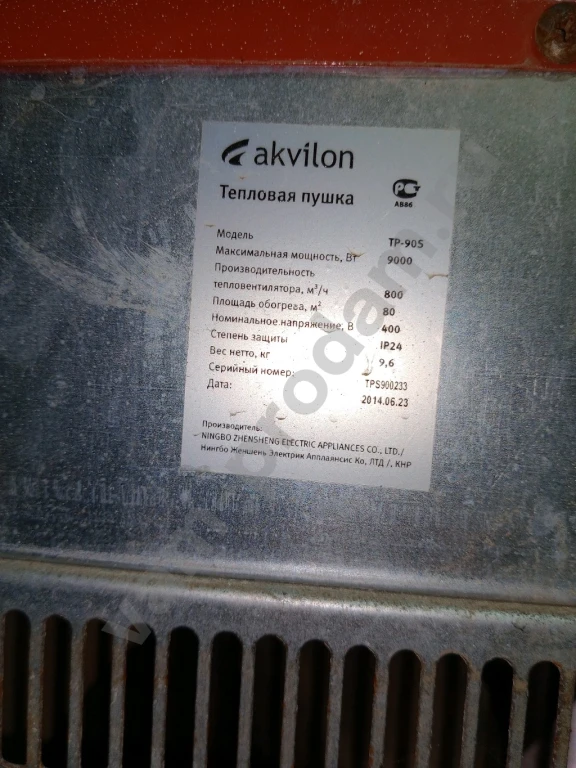 akvilon
Тепловая пушка
РС
АВ86
Модель TP-90S
Максимальная мощность, Вт 9000
Производительность
тепловентилятора, м³/ч 800
Площадь обогрева, м² 80
Номинальное напряжение, В 400
Степень защиты IP24
Вес нетто, кг 9,6
Серийный номер: TPS900233
Дата: 2014.06.23
Производитель:
NINGBO ZHENSHENG ELECTRIC APPLIANCES CO., LTD./
Нингбо Женшень Электрик Апплаянсис Ко, ЛТД /, КНР